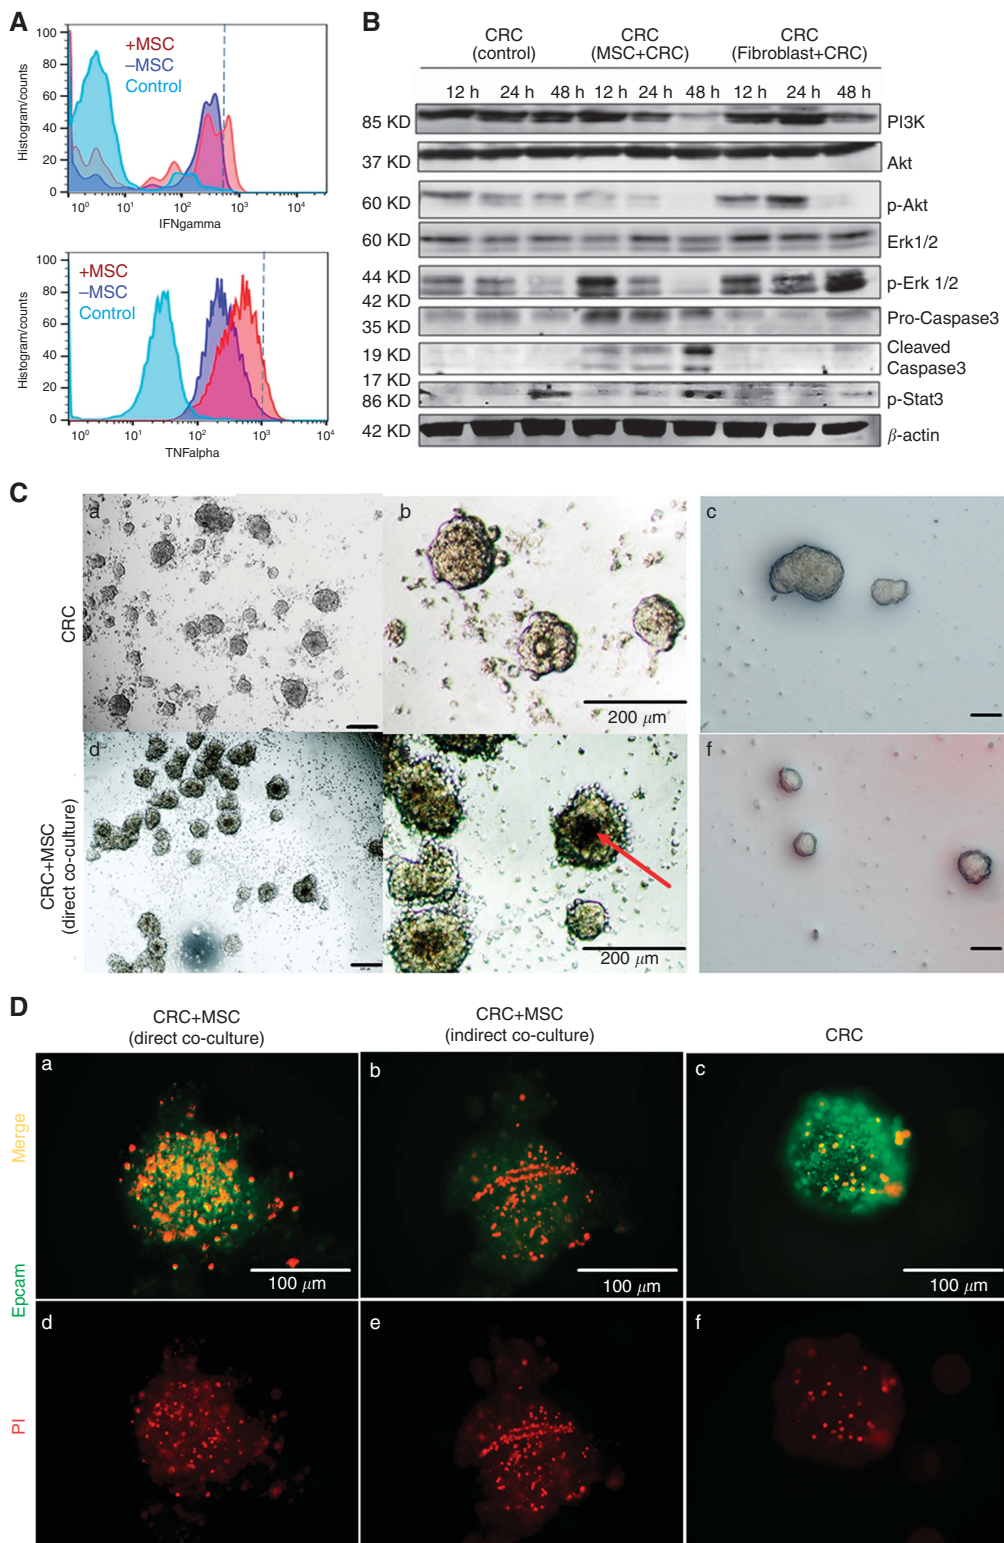 A
100
80
60
40
20
0
Histogram/counts
+MSC
–MSC
Control
10⁰ 10¹ 10² 10³ 10⁴
IFNgamma
100
80
60
40
20
0
Histogram/counts
+MSC
–MSC
Control
10⁰ 10¹ 10² 10³ 10⁴
TNFalpha
B
CRC
(control)
CRC
(MSC+CRC)
CRC
(Fibroblast+CRC)
12 h 24 h 48 h 12 h 24 h 48 h 12 h 24 h 48 h
85 KD PI3K
37 KD Akt
60 KD p-Akt
60 KD Erk1/2
44 KD p-Erk 1/2
42 KD
35 KD Pro-Caspase3
19 KD Cleaved
Caspase3
17 KD
86 KD p-Stat3
42 KD β-actin
C
CRC
a
b
200 μm
c
CRC+MSC
(direct co-culture)
d
e
200 μm
f
D
CRC+MSC
(direct co-culture)
CRC+MSC
(indirect co-culture)
CRC
Merge
Epcam
PI
a
100 μm
b
100 μm
c
100 μm
d
e
f